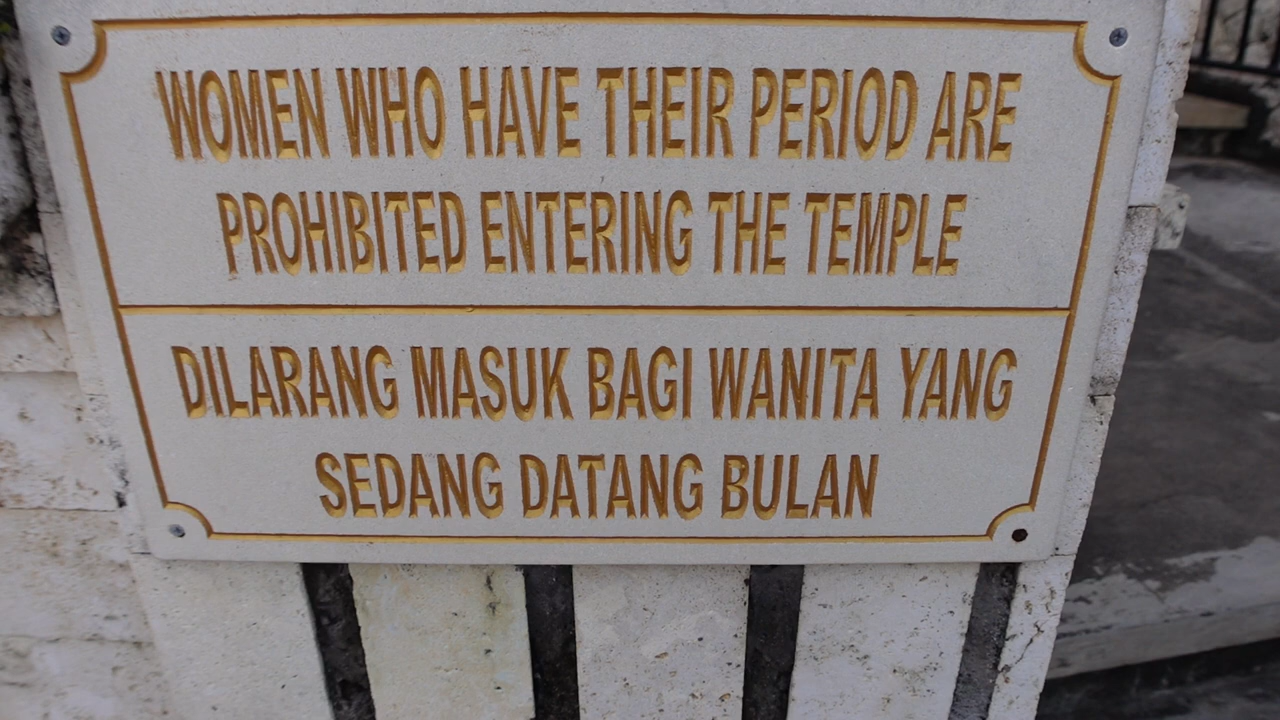 WOMEN WHO HAVE THEIR PERIOD ARE
PROHIBITED ENTERING THE TEMPLE
DILARANG MASUK BAGI WANITA YANG
SEDANG DATANG BULAN